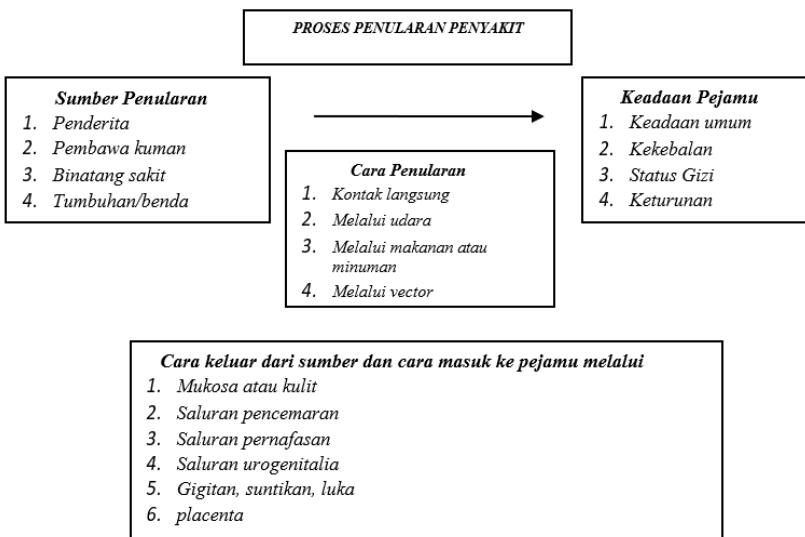 PROSES PENULARAN PENYAKIT
Sumber Penularan
1. Penderita
2. Pembawa kuman
3. Binatang sakit
4. Tumbuhan/benda
Cara Penularan
1. Kontak langsung
2. Melalui udara
3. Melalui makanan atau
minuman
4. Melalui vector
Keadaan Pejamu
1. Keadaan umum
2. Kekebalan
3. Status Gizi
4. Keturunan
Cara keluar dari sumber dan cara masuk ke pejamu melalui
1. Mukosa atau kulit
2. Saluran pencemaran
3. Saluran pernafasan
4. Saluran urogenitalia
5. Gigitan, suntikan, luka
6. placenta